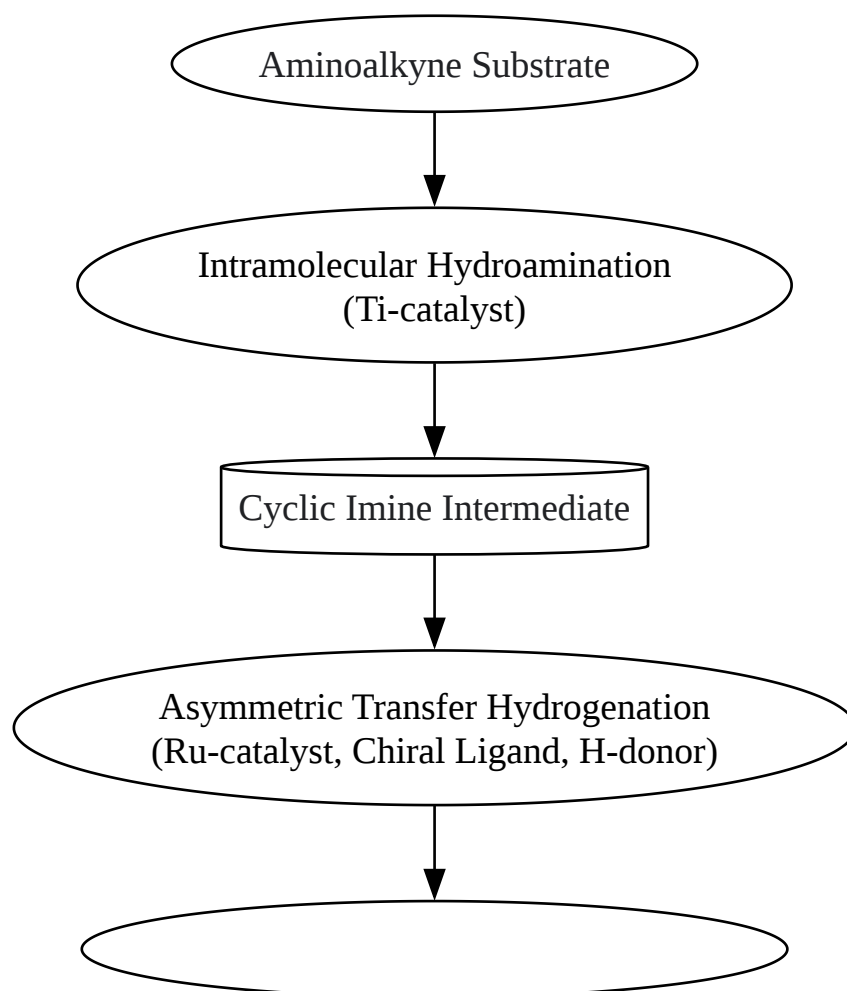 Aminoalkyne Substrate
Intramolecular Hydroamination
(Ti-catalyst)
Cyclic Imine Intermediate
Asymmetric Transfer Hydrogenation
(Ru-catalyst, Chiral Ligand, H-donor)